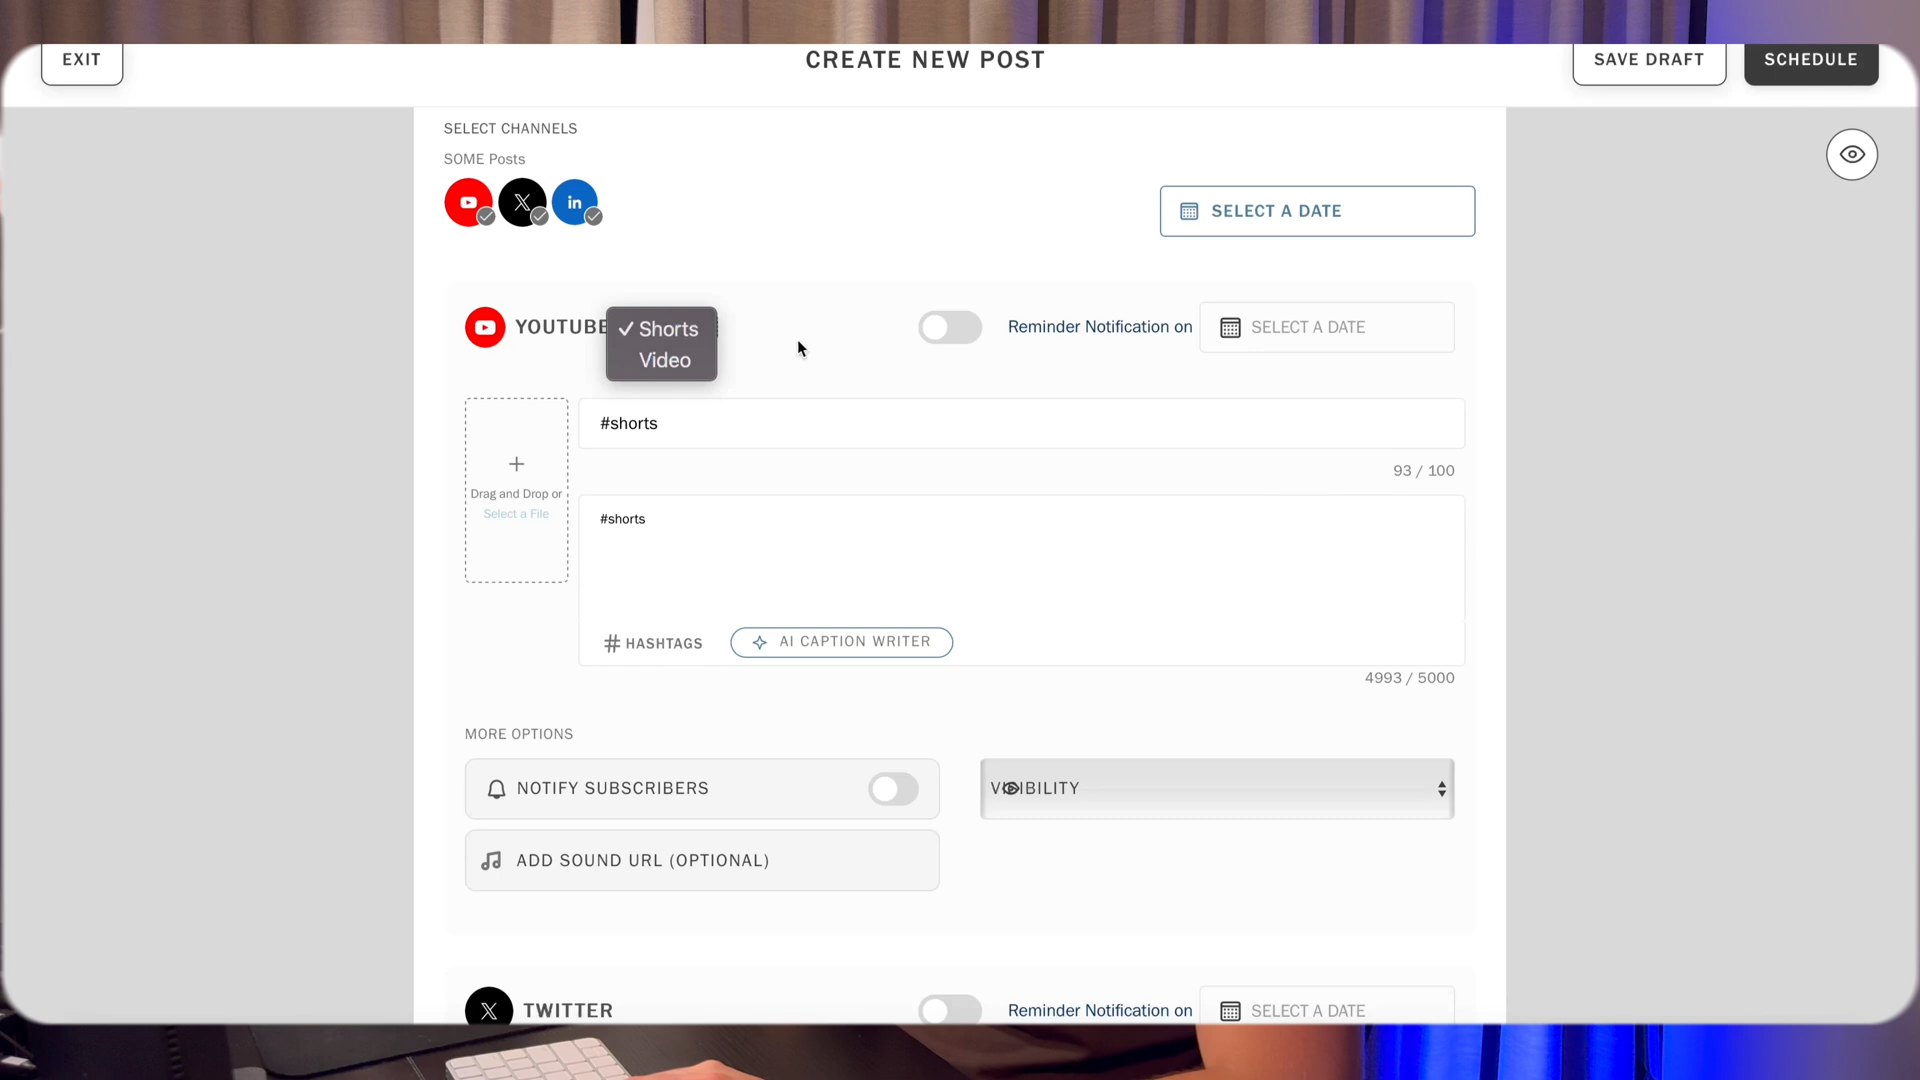 EXIT
CREATE NEW POST
SAVE DRAFT
SCHEDULE
SELECT CHANNELS
SOME Posts
in
SELECT A DATE
YOUTUBE
✓ Shorts
Video
Reminder Notification on
SELECT A DATE
#shorts
93 / 100
Drag and Drop or
Select a File
#shorts
# HASHTAGS
AI CAPTION WRITER
4993 / 5000
MORE OPTIONS
NOTIFY SUBSCRIBERS
VISIBILITY
ADD SOUND URL (OPTIONAL)
TWITTER
Reminder Notification on
SELECT A DATE